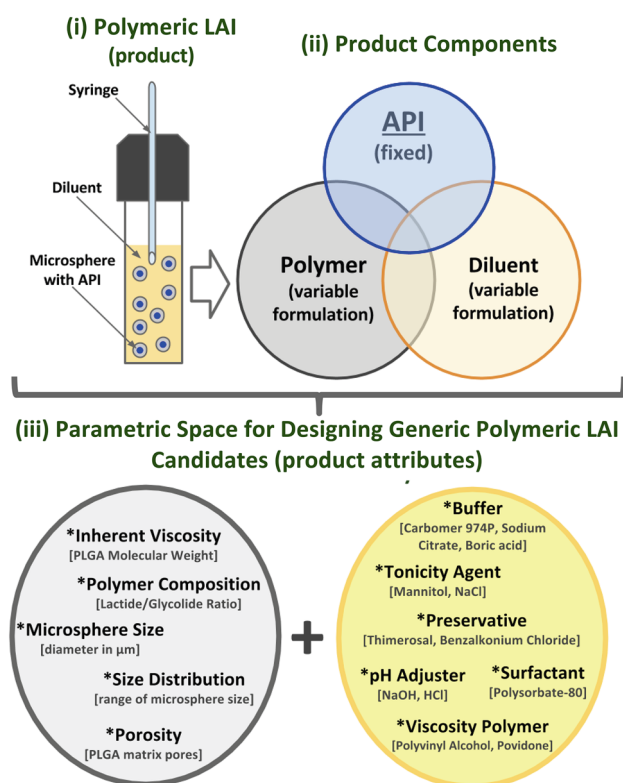 (i) Polymeric LAI
(product)
(ii) Product Components
Syringe
Diluent
Microsphere
with API
API
(fixed)
Polymer
(variable
formulation)
Diluent
(variable
formulation)
(iii) Parametric Space for Designing Generic Polymeric LAI
Candidates (product attributes)
*Inherent Viscosity
[PLGA Molecular Weight]
*Polymer Composition
[Lactide/Glycolide Ratio]
*Microsphere Size
[diameter in µm]
*Size Distribution
[range of microsphere size]
*Porosity
[PLGA matrix pores]
+
*Buffer
[Carbomer 974P, Sodium
Citrate, Boric acid]
*Tonicity Agent
[Mannitol, NaCl]
*Preservative
[Thimerosal, Benzalkonium Chloride]
*pH Adjuster
[NaOH, HCl]
*Surfactant
[Polysorbate-80]
*Viscosity Polymer
[Polyvinyl Alcohol, Povidone]